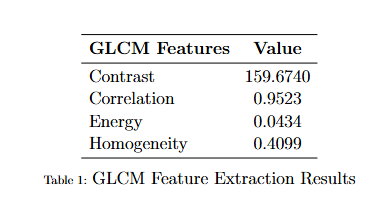 GLCM Features Value
Contrast 159.6740
Correlation 0.9523
Energy 0.0434
Homogeneity 0.4099
Table 1: GLCM Feature Extraction Results